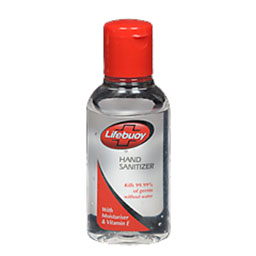 Lifebuoy
HAND
SANITIZER
Kills 99.99%
of germs
without water
With
Moisturiser
& Vitamin E